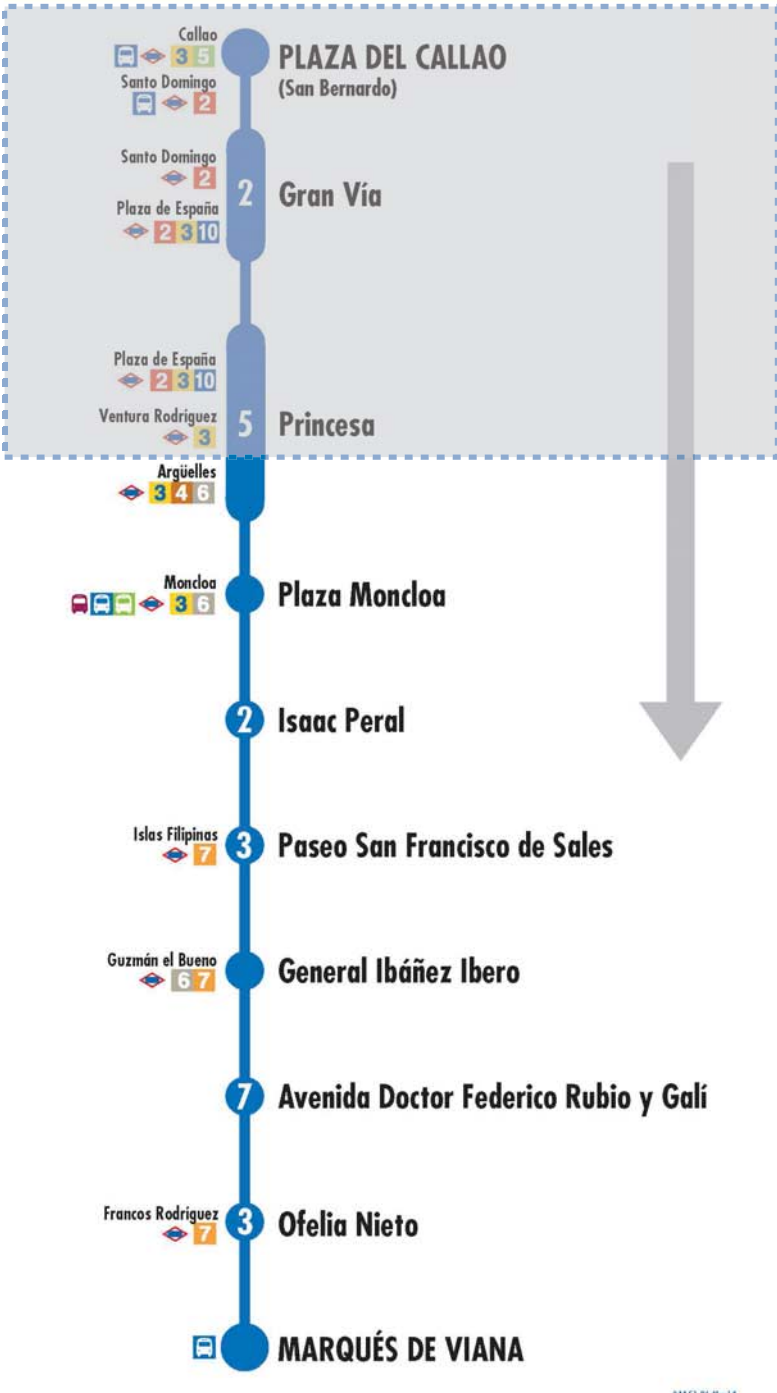 Callao
3 5
PLAZA DEL CALLAO
Santo Domingo
(San Bernardo)
2
Santo Domingo
2
2 Gran Vía
Plaza de España
2 3 10
Plaza de España
2 3 10
Ventura Rodriguez
3
5 Princesa
Argüelles
3 4 6
Moncloa
3 6
Plaza Moncloa
2 Isaac Peral
Islas Filipinas
7
3 Paseo San Francisco de Sales
Guzmán el Bueno
6 7
General Ibáñez Ibero
7 Avenida Doctor Federico Rubio y Galí
Francos Rodriguez
7
3 Ofelia Nieto
MARQUÉS DE VIANA